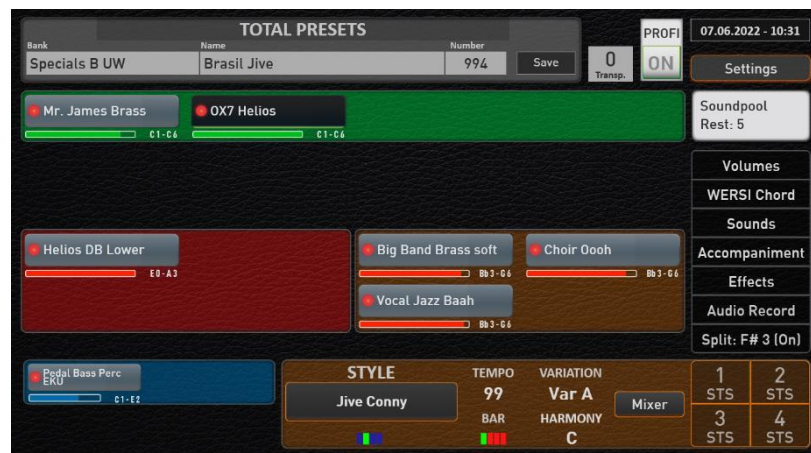 TOTAL PRESETS
Bank
Name
Number
Specials B UW
Brasil Jive
994
Save
0
Transp.
PROFI
ON
07.06.2022 - 10:31
Settings
Mr. James Brass
C1-C6
OX7 Helios
C1-C6
Soundpool
Rest: 5
Volumes
WERSI Chord
Sounds
Accompaniment
Effects
Audio Record
Split: F# 3 (On)
Helios DB Lower
E0-A3
Big Band Brass soft
Bb3-G6
Choir Oooh
Bb3-G6
Vocal Jazz Baah
Bb3-G6
Pedal Bass Perc
EKU
C1-E2
STYLE
Jive Conny
TEMPO
99
BAR
VARIATION
Var A
HARMONY
C
Mixer
1
STS
2
STS
3
STS
4
STS